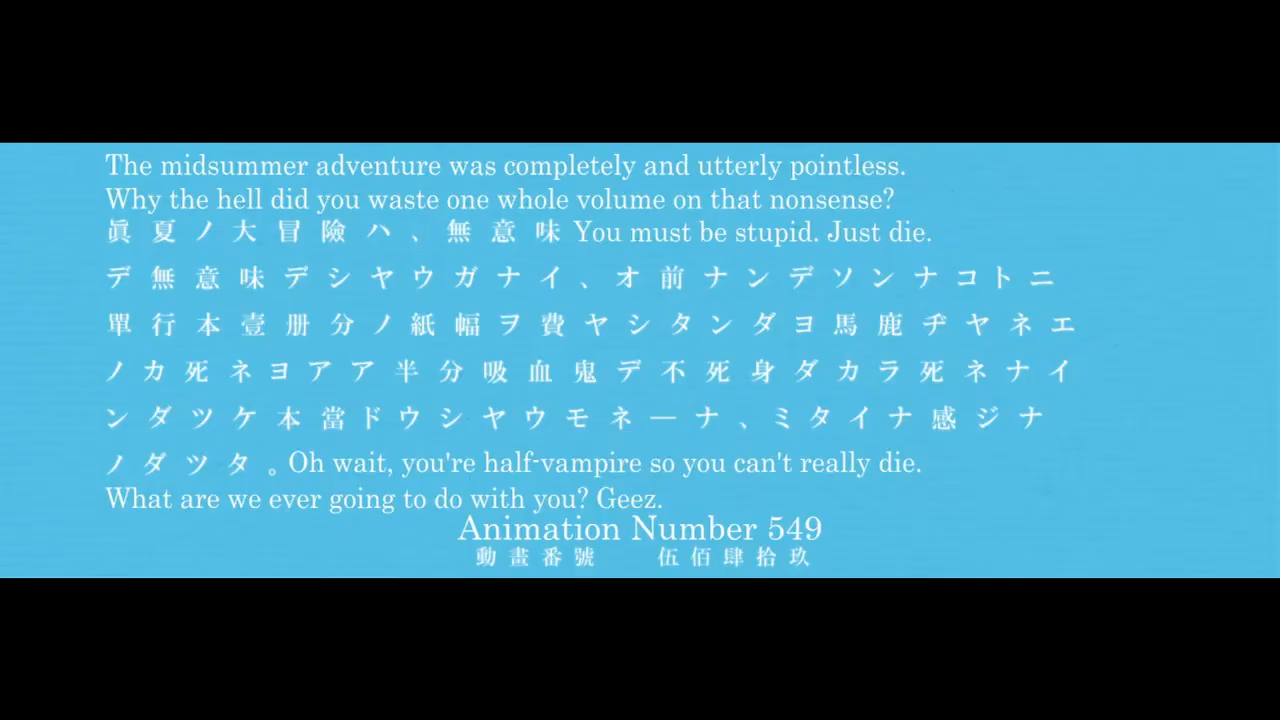 The midsummer adventure was completely and utterly pointless.
Why the hell did you waste one whole volume on that nonsense?
眞夏ノ大冒險ハ、無意味 You must be stupid. Just die.
デ無意味デシヤウガナイ、オ前ナンデソンナコトニ
單行本壹册分ノ紙幅ヲ費ヤシタンダヨ馬鹿ヂヤネエ
ノカ死ネヨアア半分吸血鬼デ不死身ダカラ死ネナイ
ンダツケ本當ドウシヤウモネ―ナ、ミタイナ感ジナ
ノダツタ。Oh wait, you're half-vampire so you can't really die.
What are we ever going to do with you? Geez.
Animation Number 549
動畫番號 伍佰肆拾玖